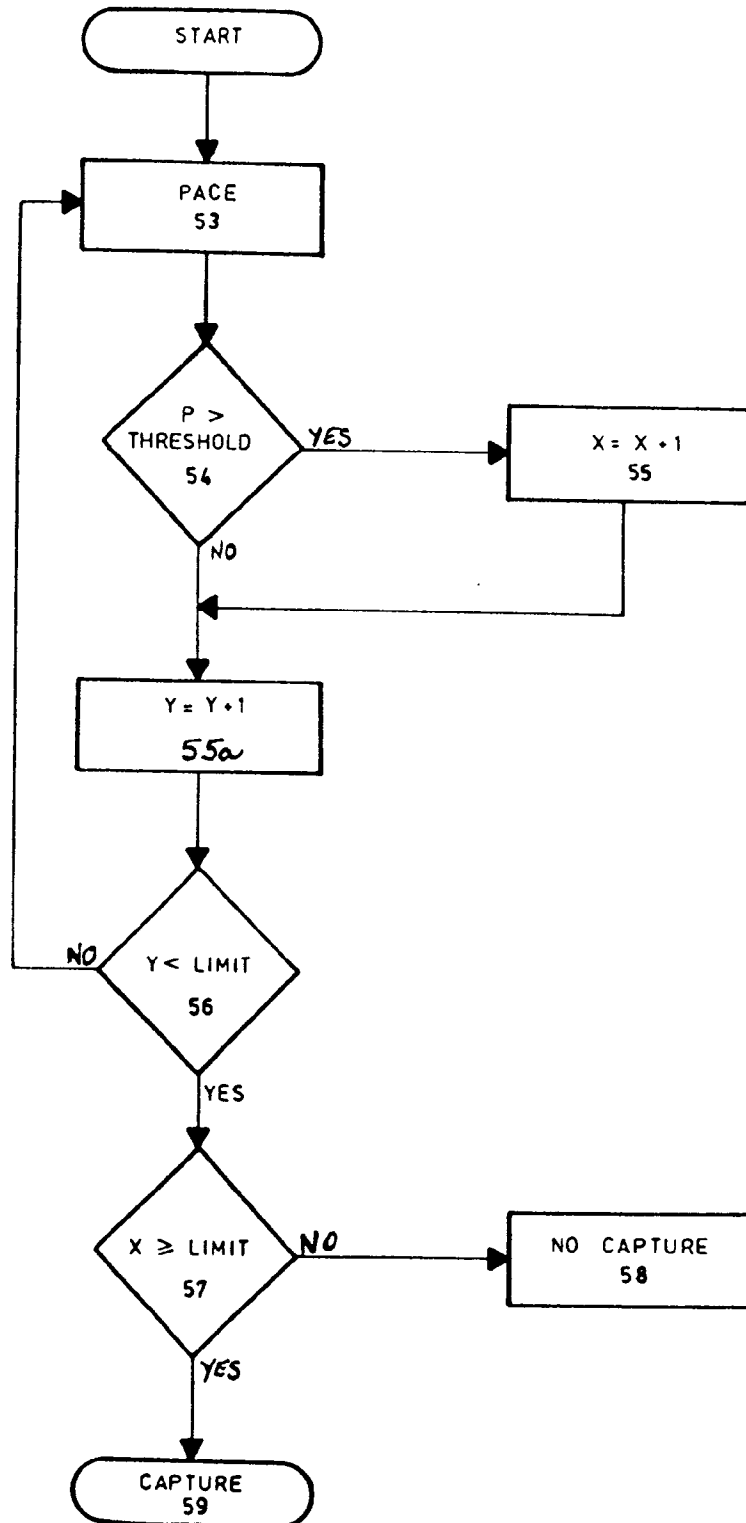 START
PACE
53
P >
THRESHOLD
54
YES
X = X + 1
55
NO
Y = Y + 1
55a
NO
Y < LIMIT
56
YES
X ≥ LIMIT
57
NO
NO CAPTURE
58
YES
CAPTURE
59